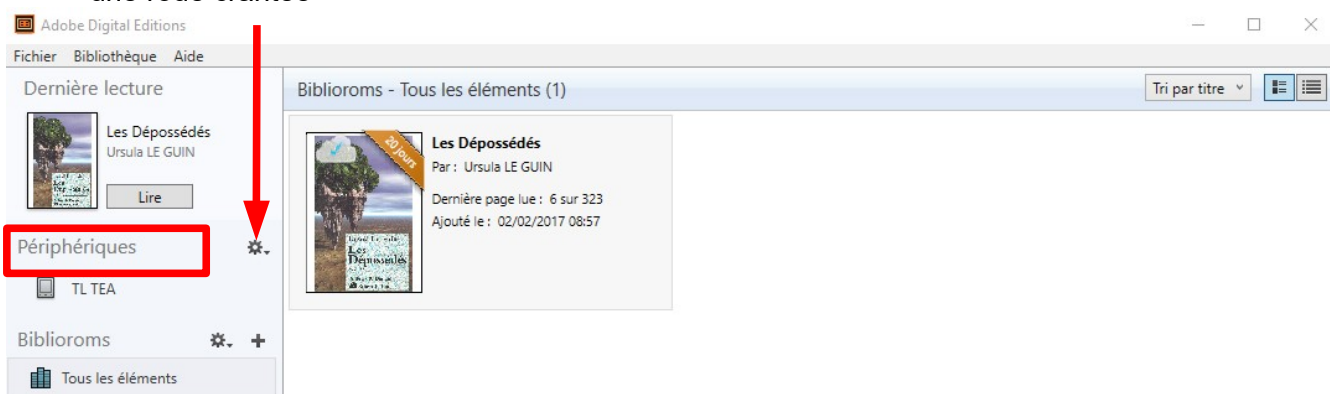 Adobe Digital Editions
Fichier Bibliothèque Aide
Dernière lecture
Les Dépossédés
Ursula LE GUIN
Lire
Périphériques
TL TEA
Biblioroms
Tous les éléments
Biblioroms - Tous les éléments (1)
Tri par titre
20 jours
Les Dépossédés
Par : Ursula LE GUIN
Dernière page lue : 6 sur 323
Ajouté le : 02/02/2017 08:57
Les
Dépossédés